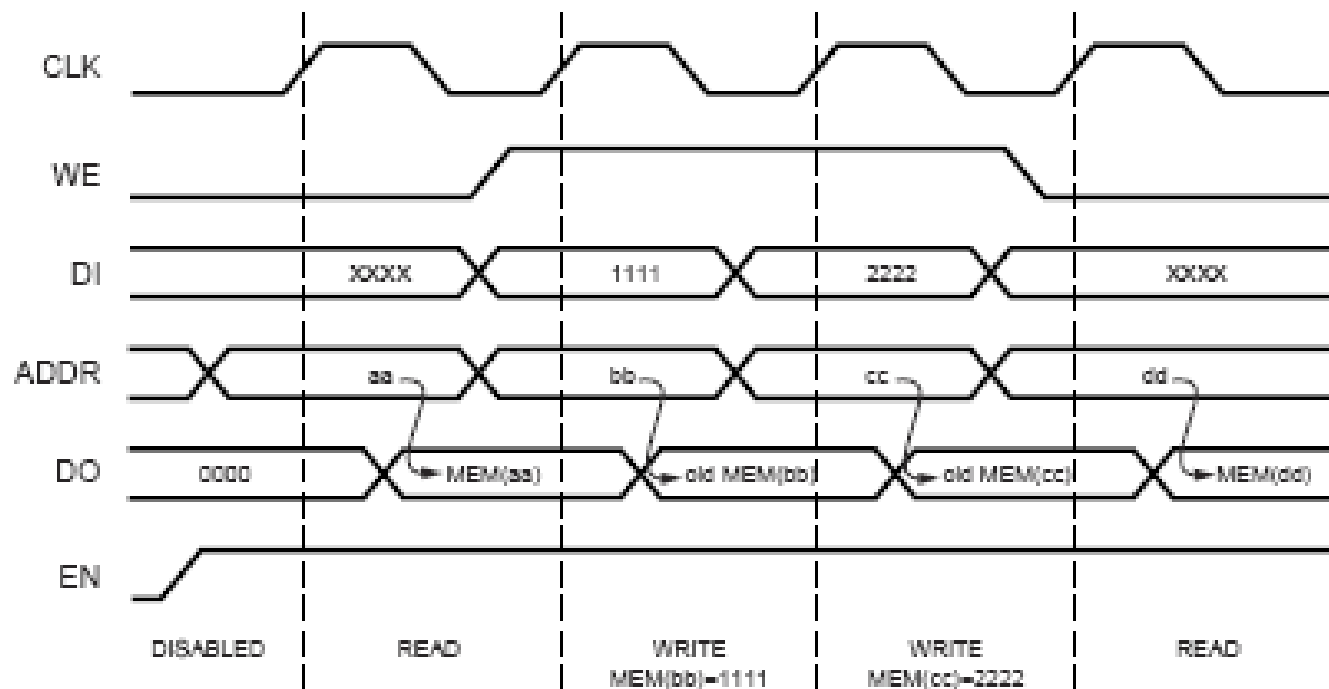 CLK
WE
DI XXXX 1111 2222 XXXX
ADDR aa bb cc dd
DO 0000 MEM(aa) old MEM(bb) old MEM(cc) MEM(dd)
EN
DISABLED READ WRITE WRITE READ
MEM(bb)=1111 MEM(cc)=2222